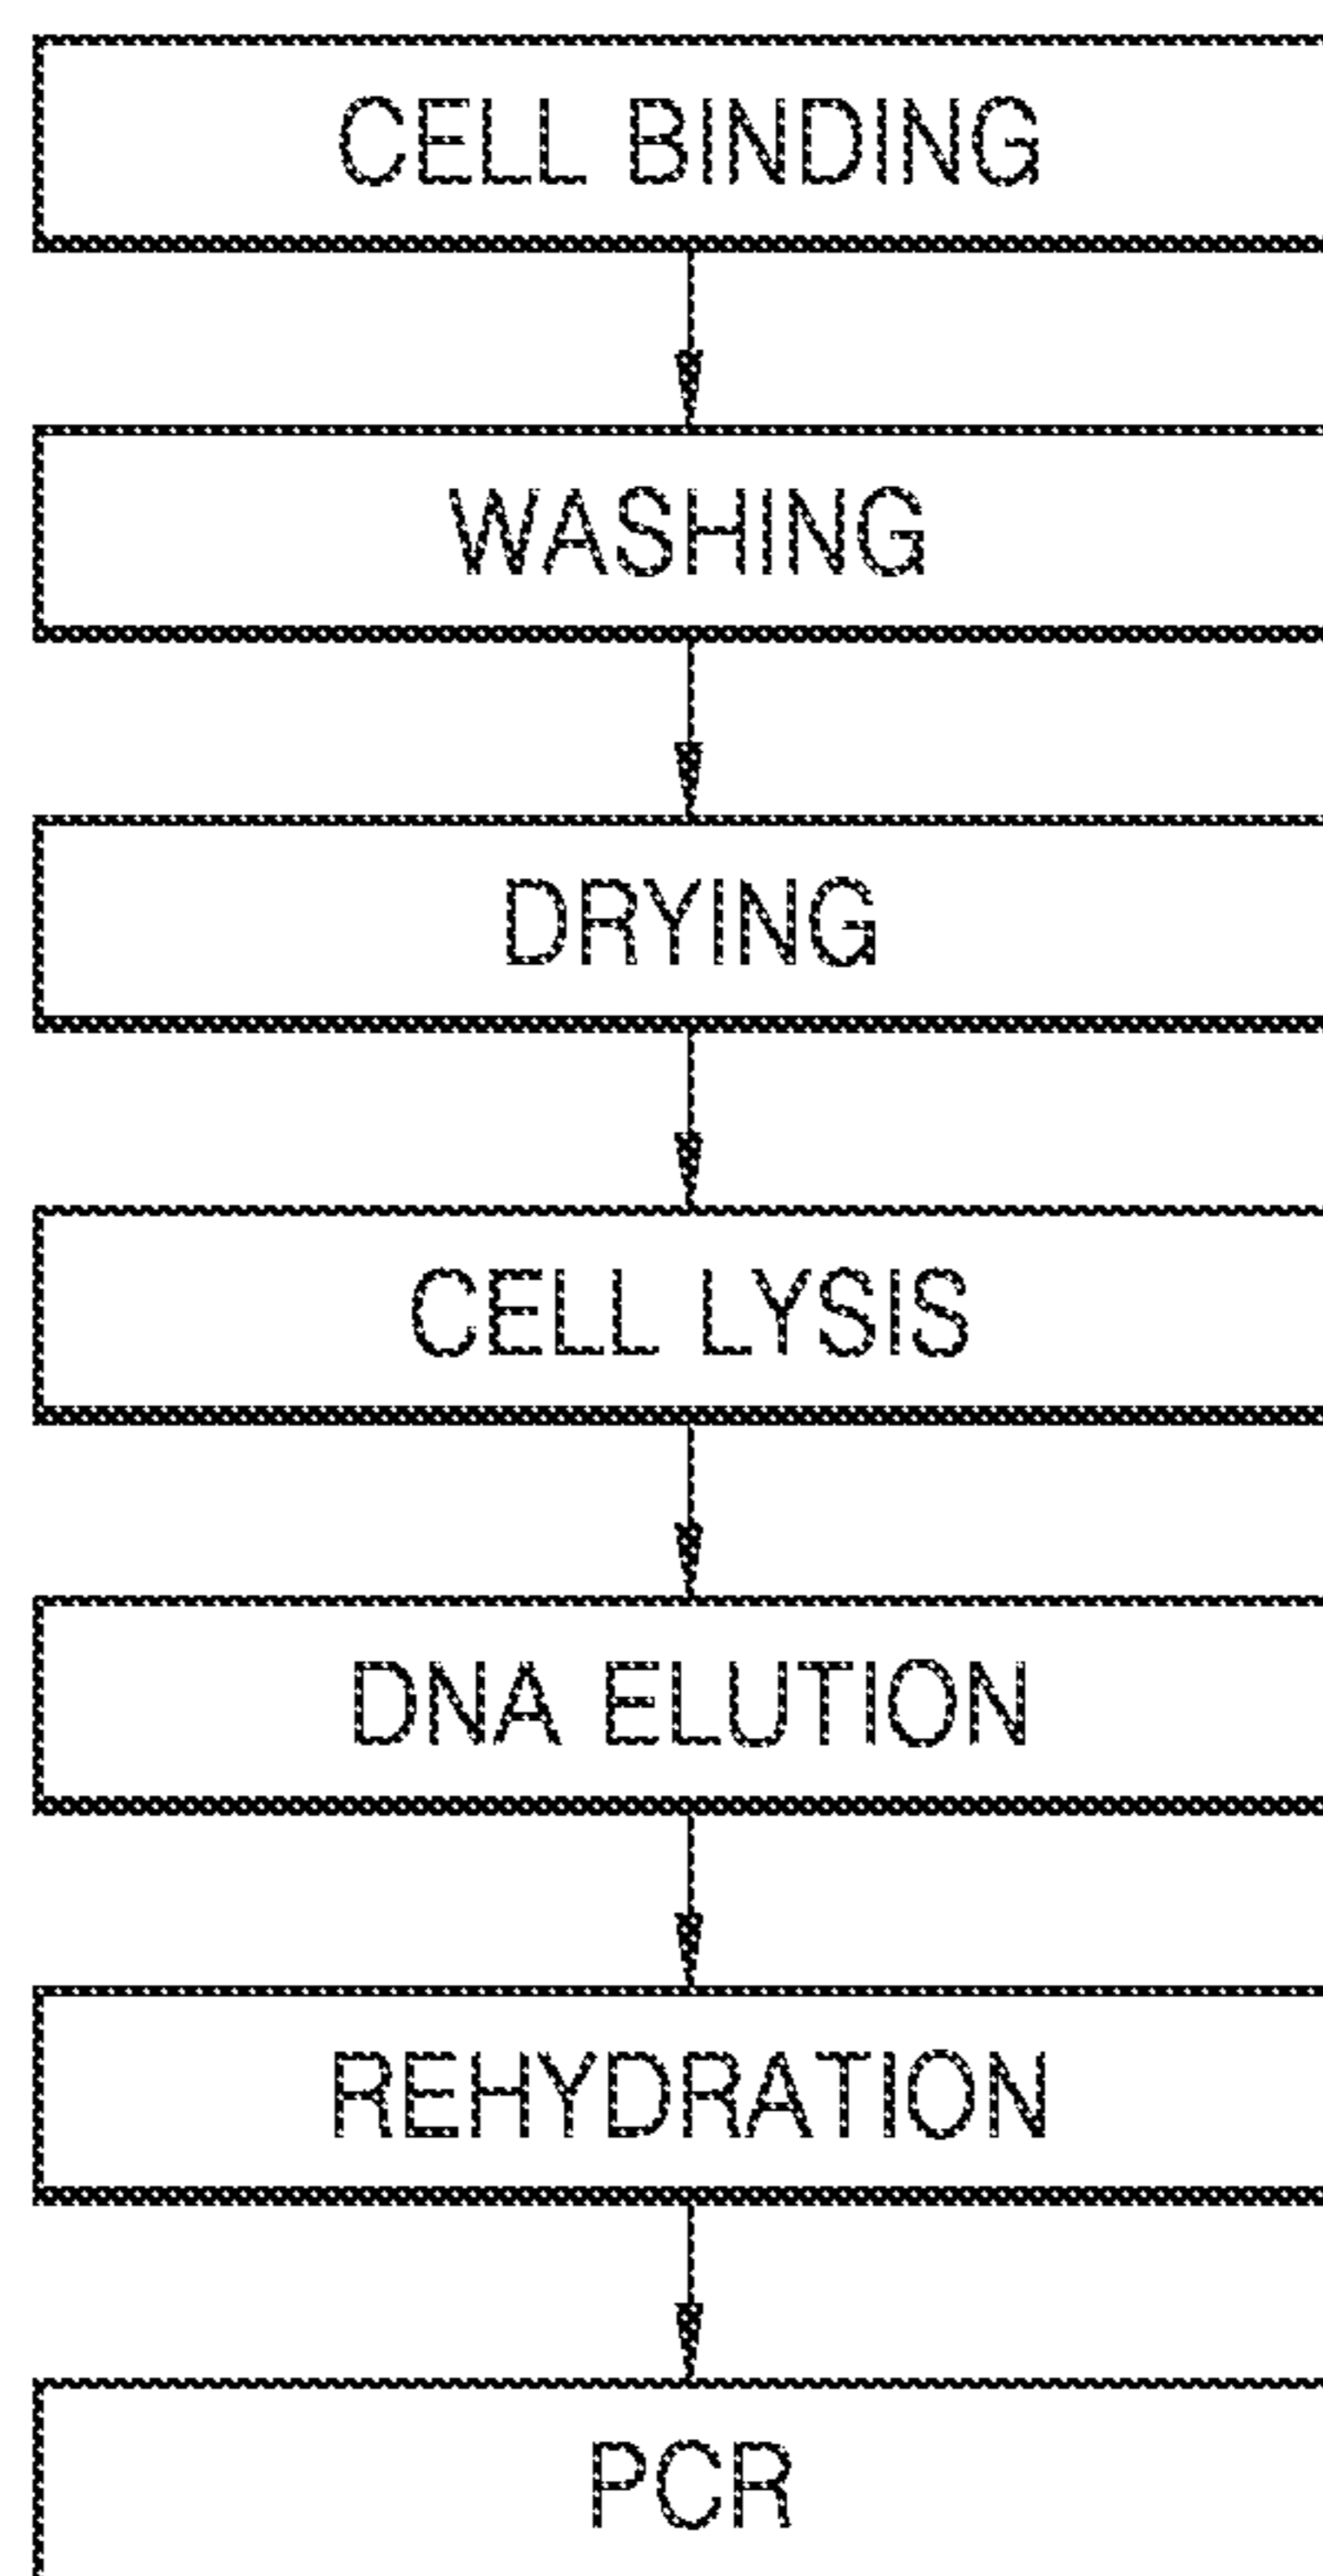 CELL BINDING
WASHING
DRYING
CELL LYSIS
DNA ELUTION
REHYDRATION
PCR